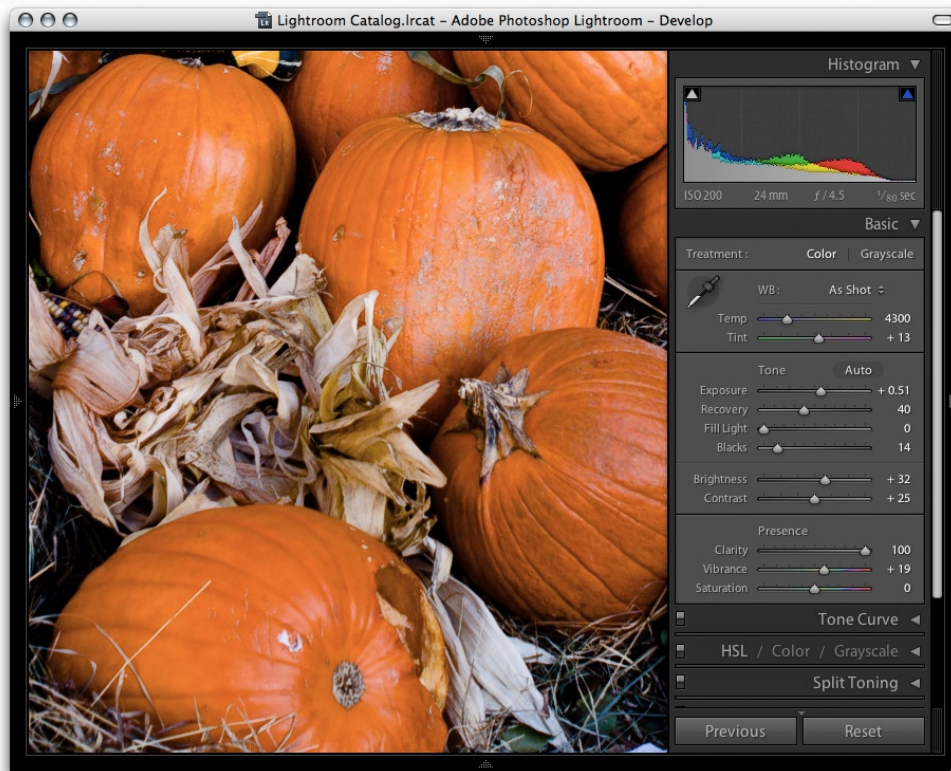 Lightroom Catalog.lrcat – Adobe Photoshop Lightroom – Develop
Histogram
ISO 200 24 mm ƒ / 4.5 1/80 sec
Basic
Treatment : Color | Grayscale
WB: As Shot
Temp 4300
Tint + 13
Tone Auto
Exposure + 0.51
Recovery 40
Fill Light 0
Blacks 14
Brightness + 32
Contrast + 25
Presence
Clarity 100
Vibrance + 19
Saturation 0
Tone Curve
HSL / Color / Grayscale
Split Toning
Previous Reset